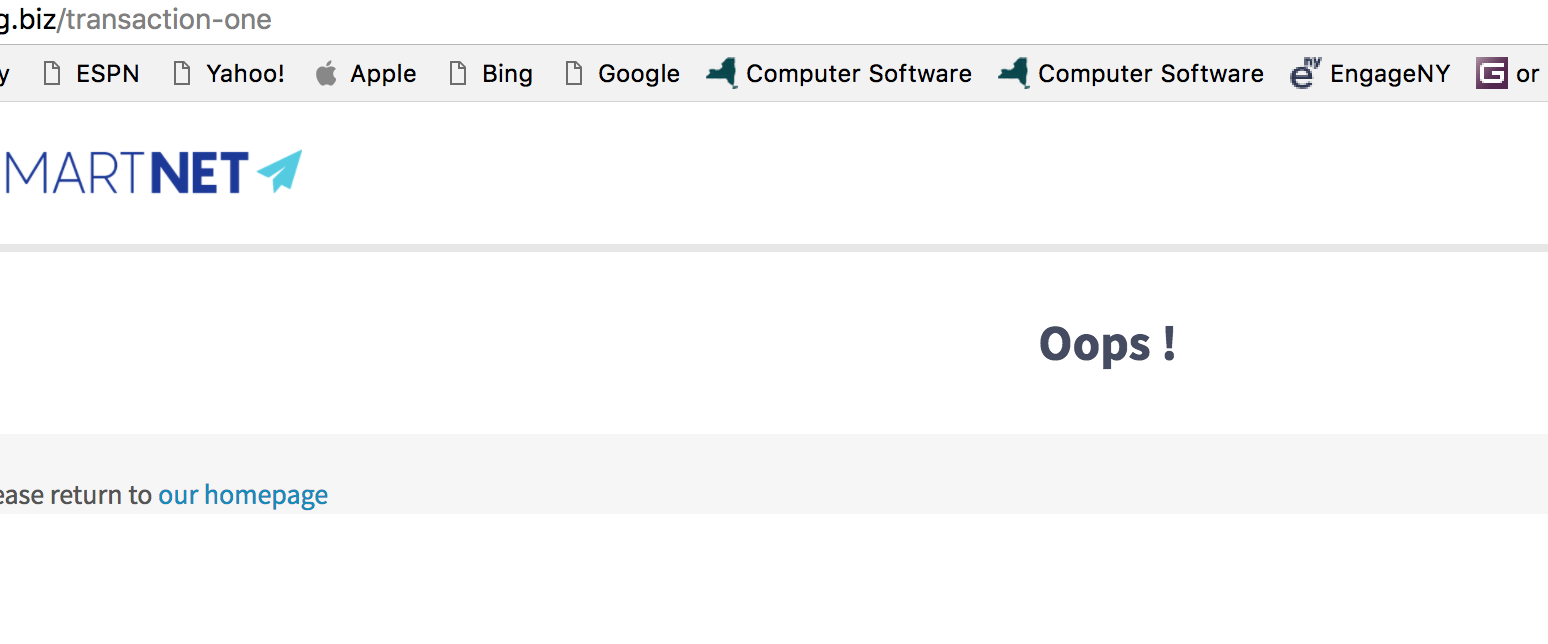 g.biz/transaction-one
y ESPN Yahoo! Apple Bing Google Computer Software Computer Software EngageNY or
MARTNET
Oops !
ease return to our homepage